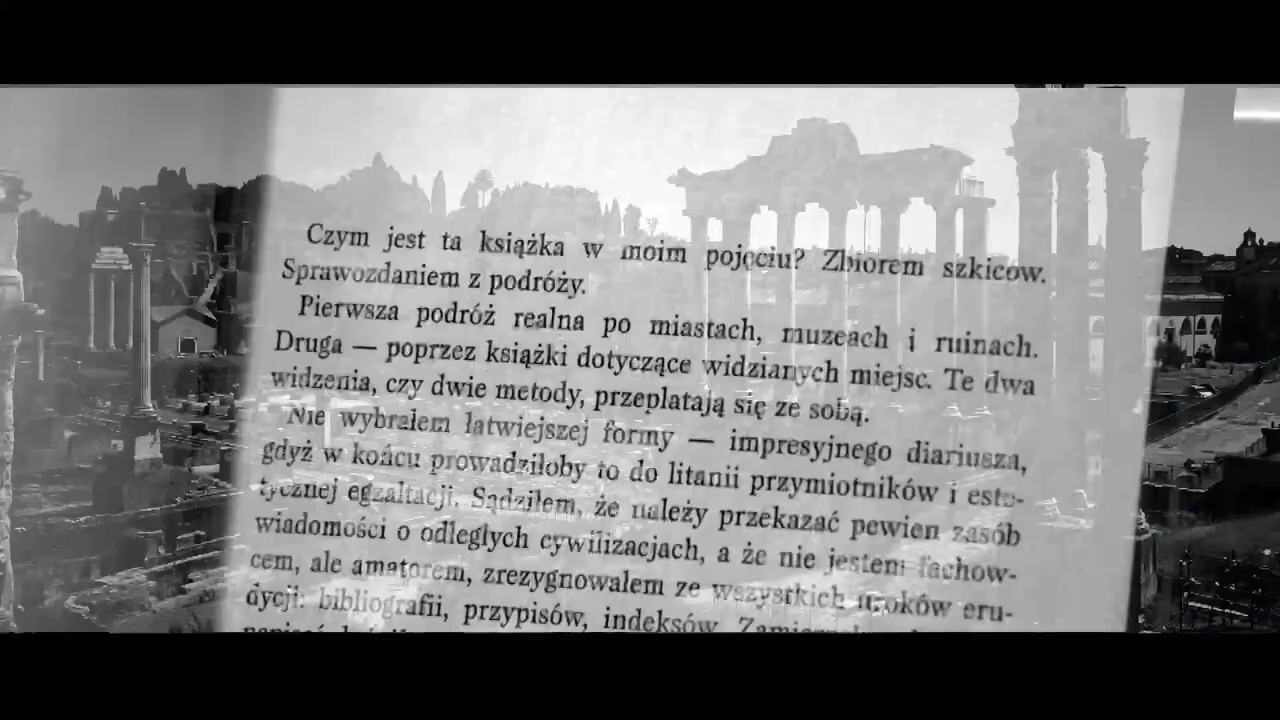 Czym jest ta książka w moim pojęciu? Zbiorem szkiców.
Sprawozdaniem z podróży.
Pierwsza podróż realna po miastach, muzeach i ruinach.
Druga — poprzez książki dotyczące widzianych miejsc. Te dwa
widzenia, czy dwie metody, przeplatają się ze sobą.
Nie wybrałem łatwiejszej formy — impresyjnego diariusza,
gdyż w końcu prowadziłoby to do litanii przymiotników i este-
tycznej egzaltacji. Sądziłem, że należy przekazać pewien zasób
wiadomości o odległych cywilizacjach, a że nie jestem fachow-
cem, ale amatorem, zrezygnowałem ze wszystkich uroków eru-
dycji: bibliografii, przypisów, indeksów.